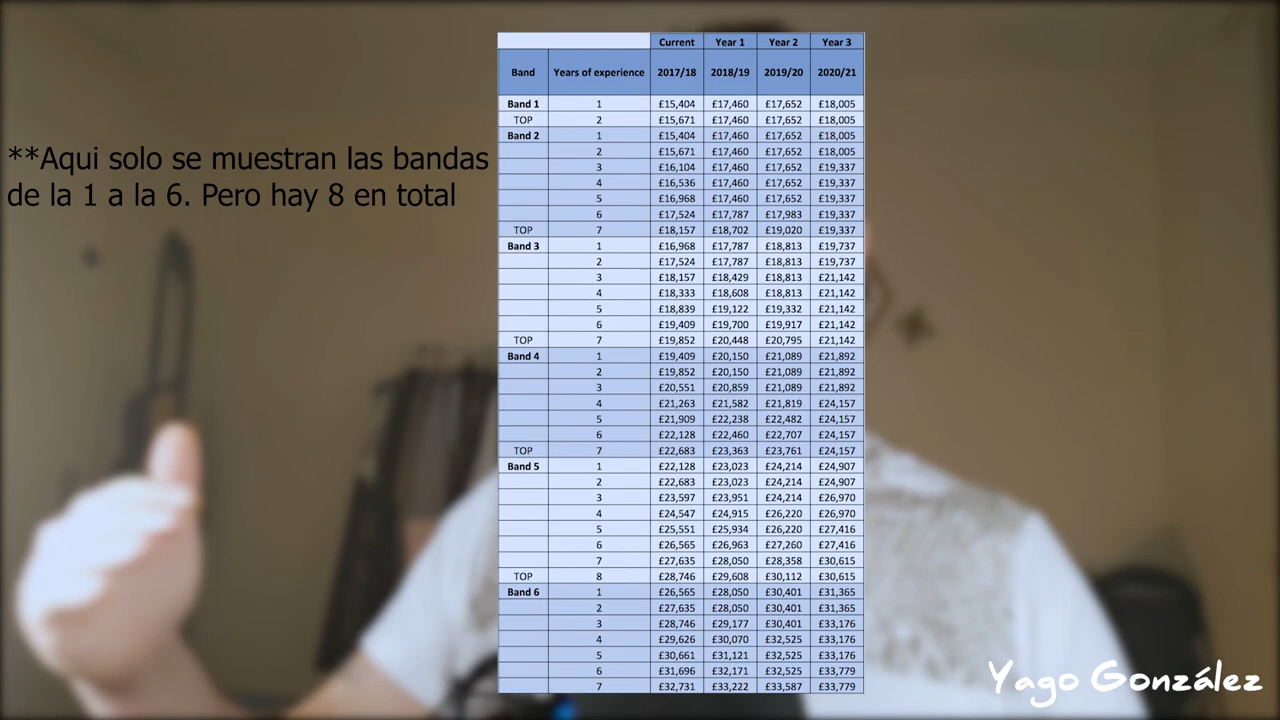 **Aqui solo se muestran las bandas
de la 1 a la 6. Pero hay 8 en total
Current Year 1 Year 2 Year 3
Band Years of experience 2017/18 2018/19 2019/20 2020/21
Band 1 1 £15,404 £17,460 £17,652 £18,005
TOP 2 £15,671 £17,460 £17,652 £18,005
Band 2 1 £15,404 £17,460 £17,652 £18,005
2 £15,671 £17,460 £17,652 £18,005
3 £16,104 £17,460 £17,652 £19,337
4 £16,536 £17,460 £17,652 £19,337
5 £16,968 £17,460 £17,652 £19,337
6 £17,524 £17,787 £17,983 £19,337
TOP 7 £18,157 £18,702 £19,020 £19,337
Band 3 1 £16,968 £17,787 £18,813 £19,737
2 £17,524 £17,787 £18,813 £19,737
3 £18,157 £18,429 £18,813 £21,142
4 £18,333 £18,608 £18,813 £21,142
5 £18,839 £19,122 £19,332 £21,142
6 £19,409 £19,700 £19,917 £21,142
TOP 7 £19,852 £20,448 £20,795 £21,142
Band 4 1 £19,409 £20,150 £21,089 £21,892
2 £19,852 £20,150 £21,089 £21,892
3 £20,551 £20,859 £21,089 £21,892
4 £21,263 £21,582 £21,819 £24,157
5 £21,909 £22,238 £22,482 £24,157
6 £22,128 £22,460 £22,707 £24,157
TOP 7 £22,683 £23,363 £23,761 £24,157
Band 5 1 £22,128 £23,023 £24,214 £24,907
2 £22,683 £23,023 £24,214 £24,907
3 £23,597 £23,951 £24,214 £26,970
4 £24,547 £24,915 £26,220 £26,970
5 £25,551 £25,934 £26,220 £27,416
6 £26,565 £26,963 £27,260 £27,416
7 £27,635 £28,050 £28,358 £30,615
TOP 8 £28,746 £29,608 £30,112 £30,615
Band 6 1 £26,565 £28,050 £30,401 £31,365
2 £27,635 £28,050 £30,401 £31,365
3 £28,746 £29,177 £30,401 £33,176
4 £29,626 £30,070 £32,525 £33,176
5 £30,661 £31,121 £32,525 £33,176
6 £31,696 £32,171 £32,525 £33,779
7 £32,731 £33,222 £33,587 £33,779
Yago González